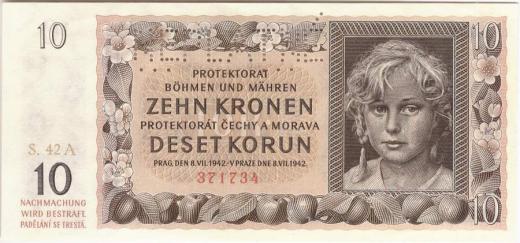 10
10
PROTEKTORAT
BÖHMEN UND MÄHREN
ZEHN KRONEN
PROTEKTORÁT ČECHY A MORAVA
DESET KORUN
PRAG, DEN 8.VII.1942.-V PRAZE DNE 8.VII.1942.
371734
S. 42 A
10
NACHMACHUNG
WIRD BESTRAFT.
PADĚLÁNÍ SE TRESTÁ.
10